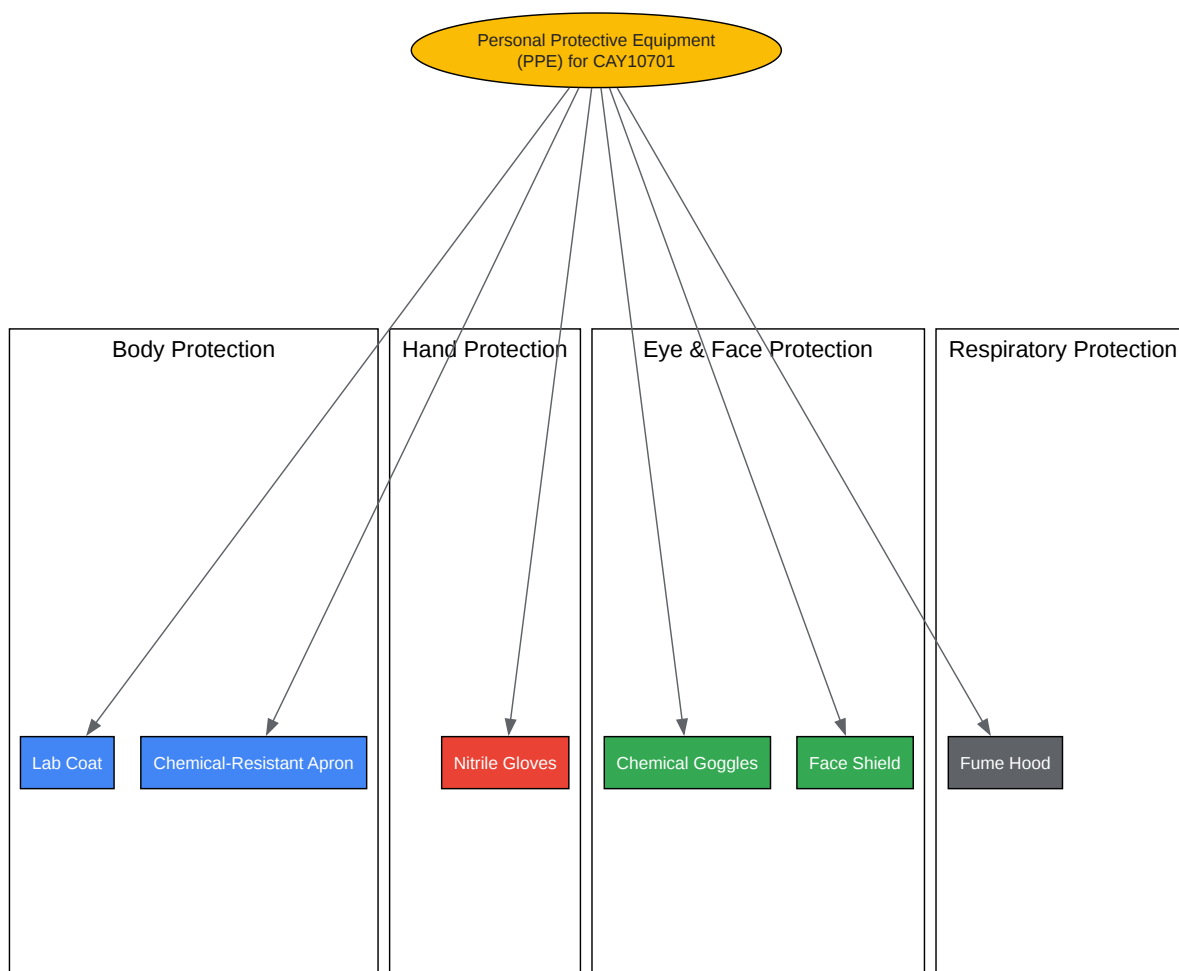 Personal Protective Equipment
(PPE) for CAY10701
Body Protection
Hand Protection
Eye & Face Protection
Respiratory Protection
Lab Coat
Chemical-Resistant Apron
Nitrile Gloves
Chemical Goggles
Face Shield
Fume Hood